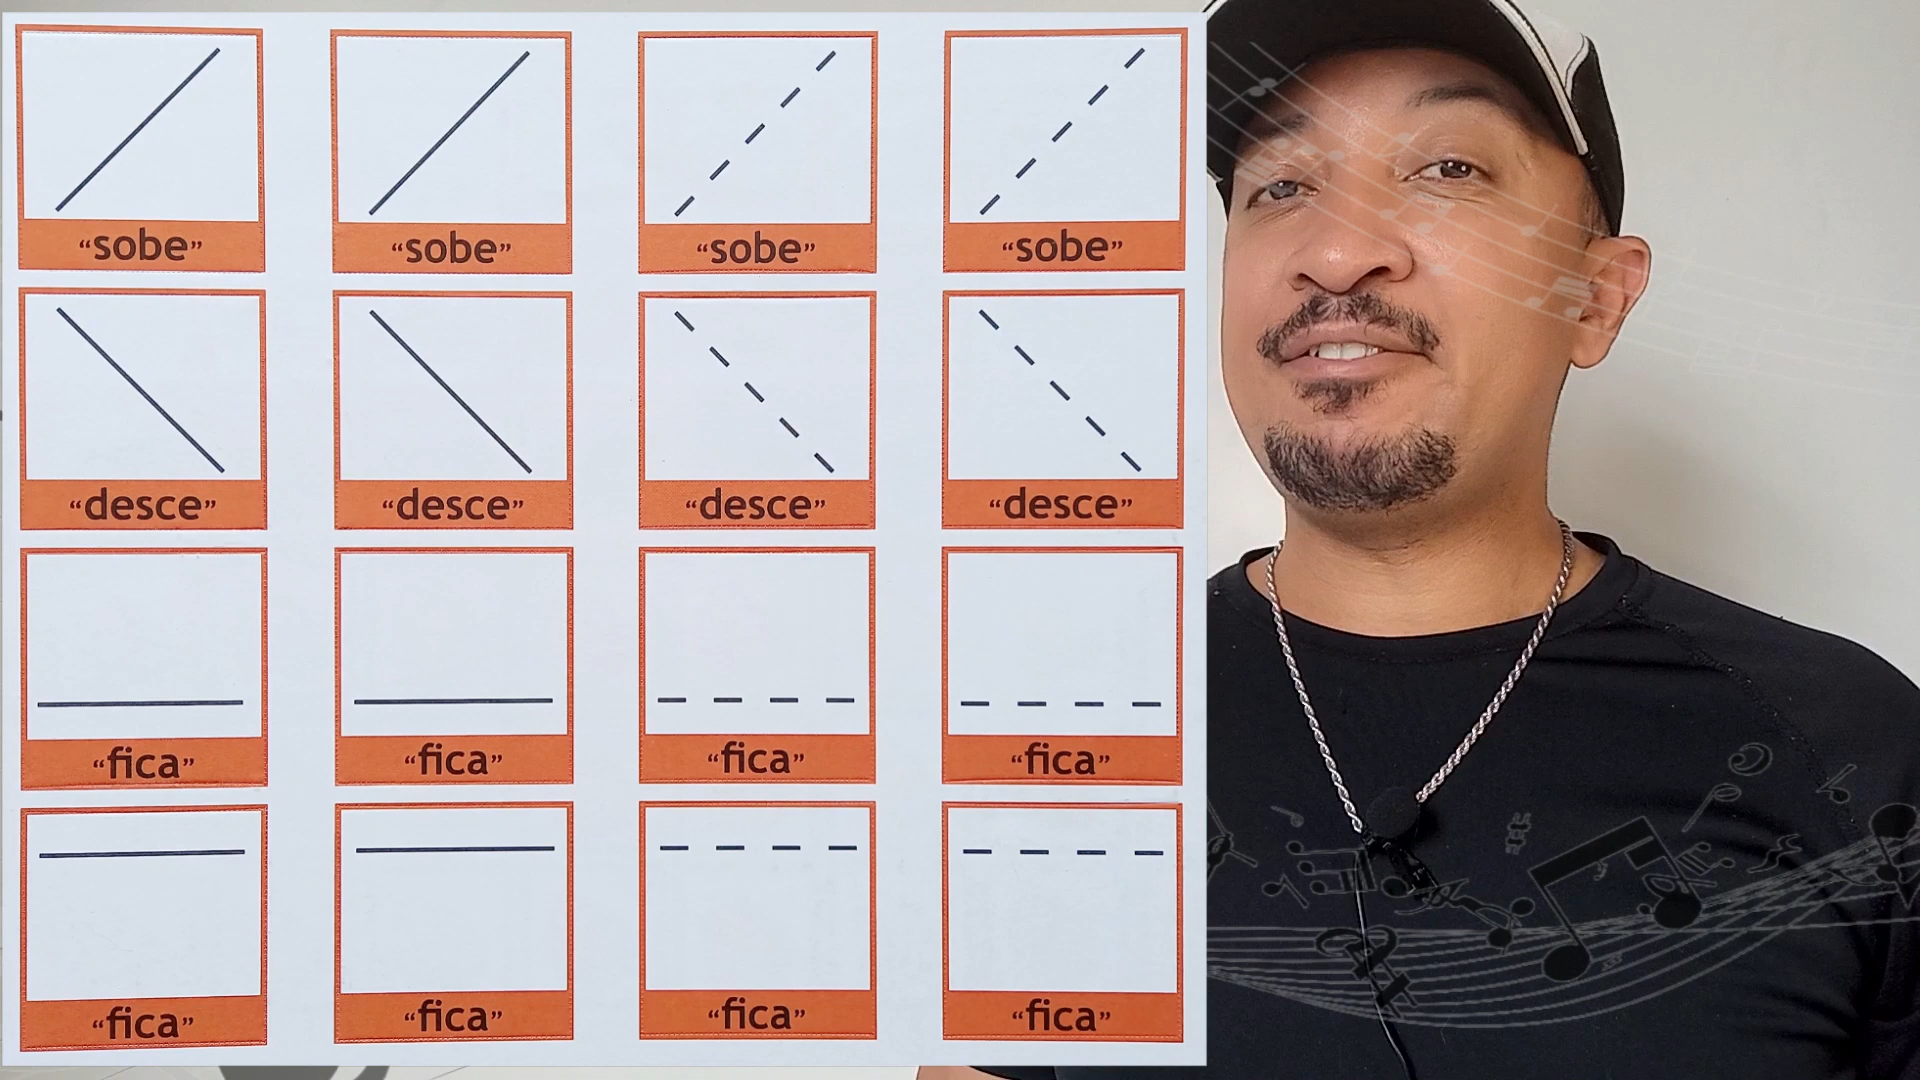 “sobe” “sobe” “sobe” “sobe”
“desce” “desce” “desce” “desce”
“fica” “fica” “fica” “fica”
“fica” “fica” “fica” “fica”